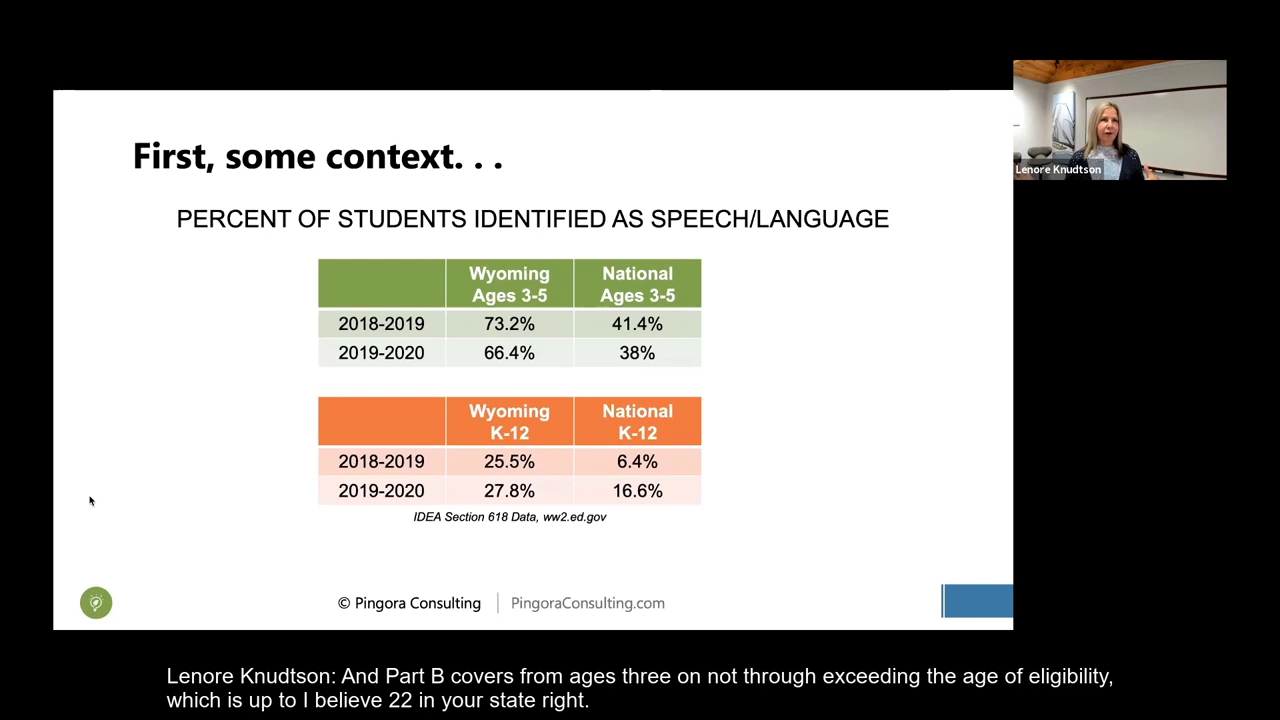 First, some context. . .
PERCENT OF STUDENTS IDENTIFIED AS SPEECH/LANGUAGE
Wyoming National
Ages 3-5 Ages 3-5
2018-2019 73.2% 41.4%
2019-2020 66.4% 38%
Wyoming National
K-12 K-12
2018-2019 25.5% 6.4%
2019-2020 27.8% 16.6%
IDEA Section 618 Data, ww2.ed.gov
© Pingora Consulting PingoraConsulting.com
Lenore Knudtson
Lenore Knudtson: And Part B covers from ages three on not through exceeding the age of eligibility,
which is up to I believe 22 in your state right.